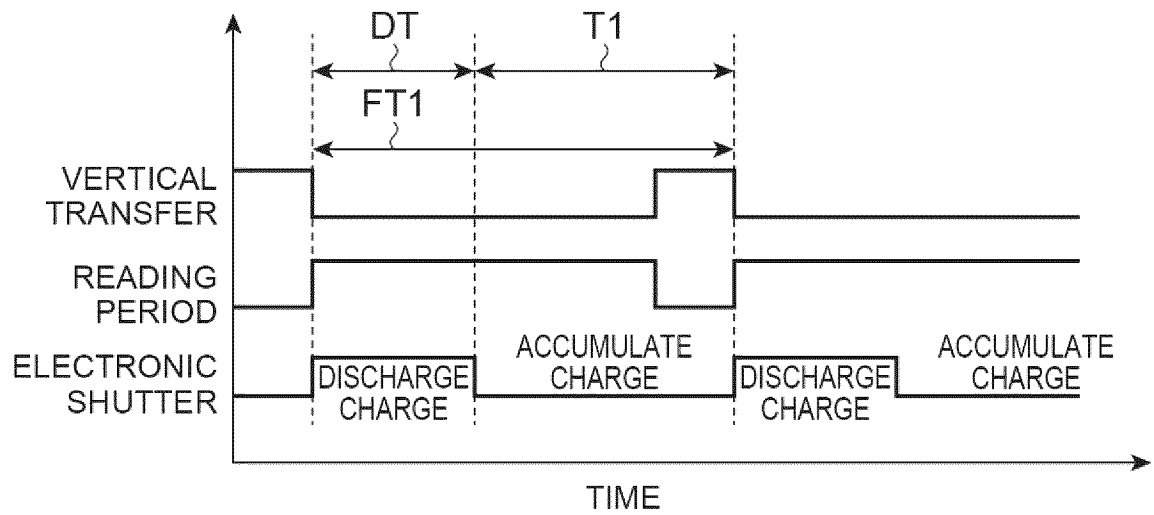 DT
T1
FT1
VERTICAL
TRANSFER
READING
PERIOD
ELECTRONIC
SHUTTER
DISCHARGE
CHARGE
ACCUMULATE
CHARGE
DISCHARGE
CHARGE
ACCUMULATE
CHARGE
TIME